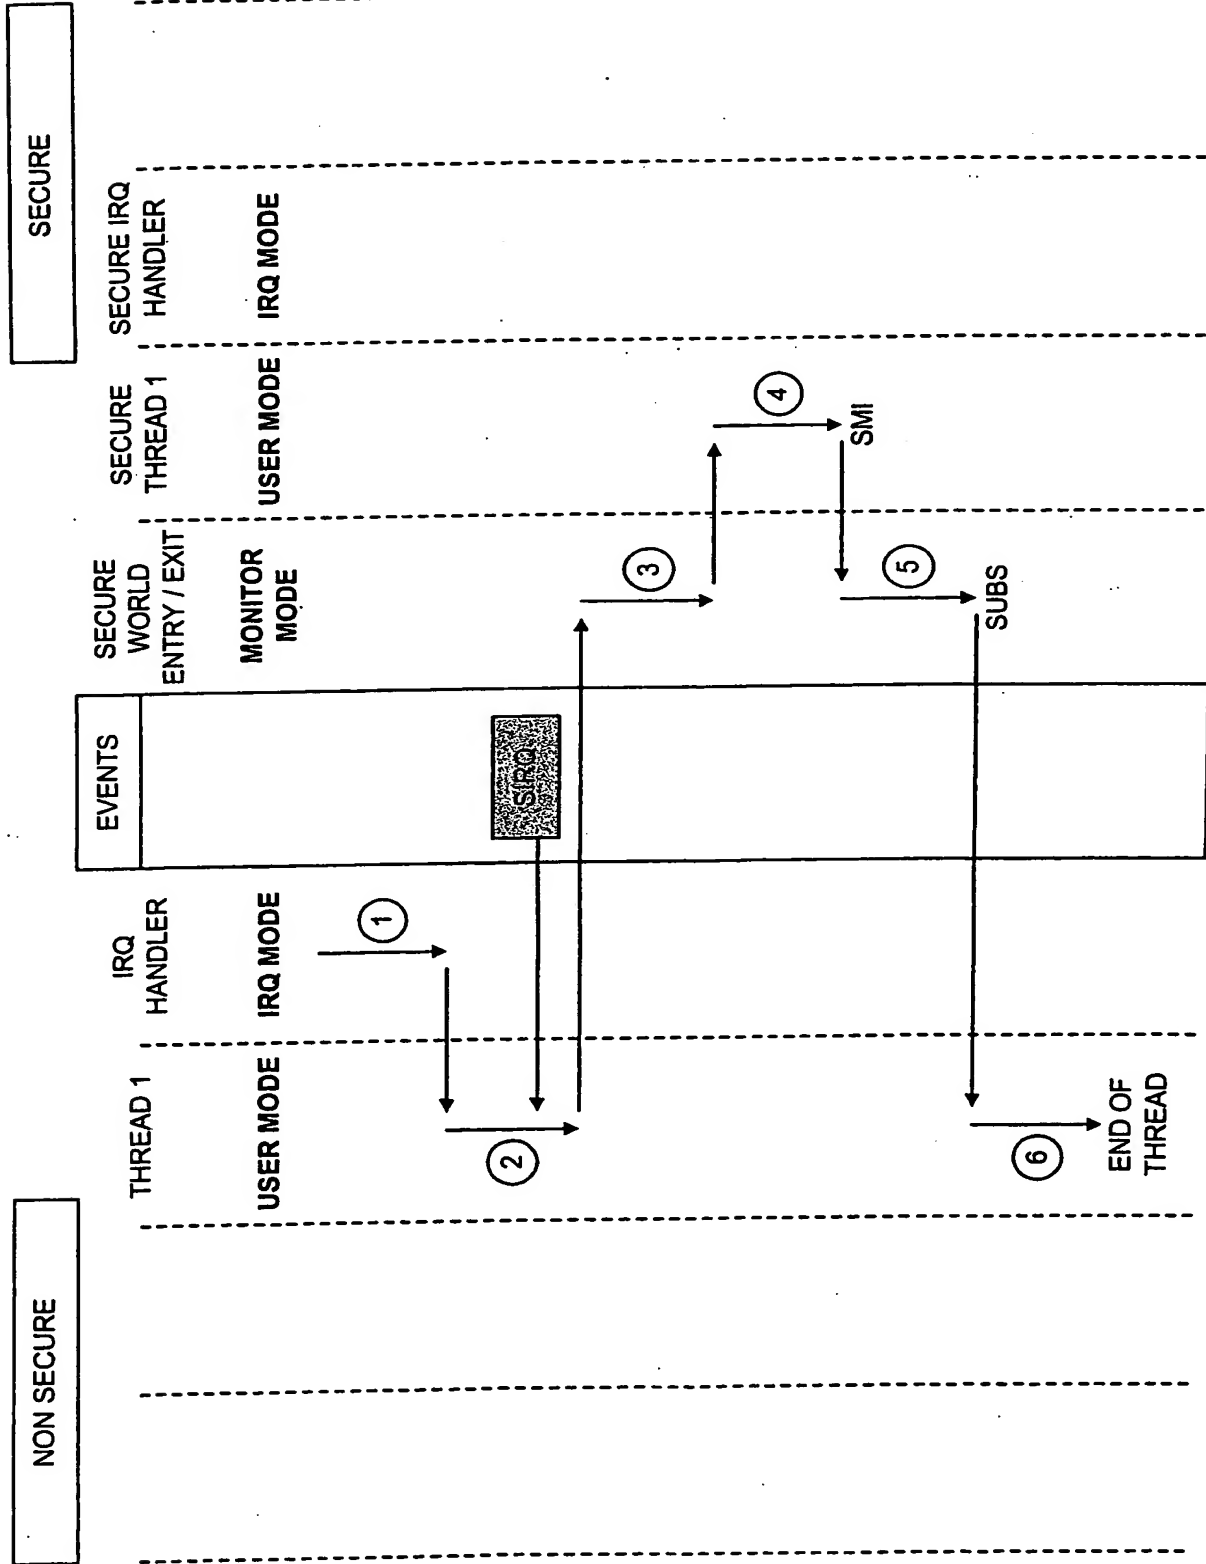 NON SECURE
SECURE
EVENTS
THREAD 1
IRQ
HANDLER
SECURE
WORLD
ENTRY / EXIT
SECURE
THREAD 1
SECURE IRQ
HANDLER
USER MODE
IRQ MODE
MONITOR
MODE
USER MODE
IRQ MODE
1
2
SIRQ
3
4
SMI
5
SUBS
6
END OF
THREAD